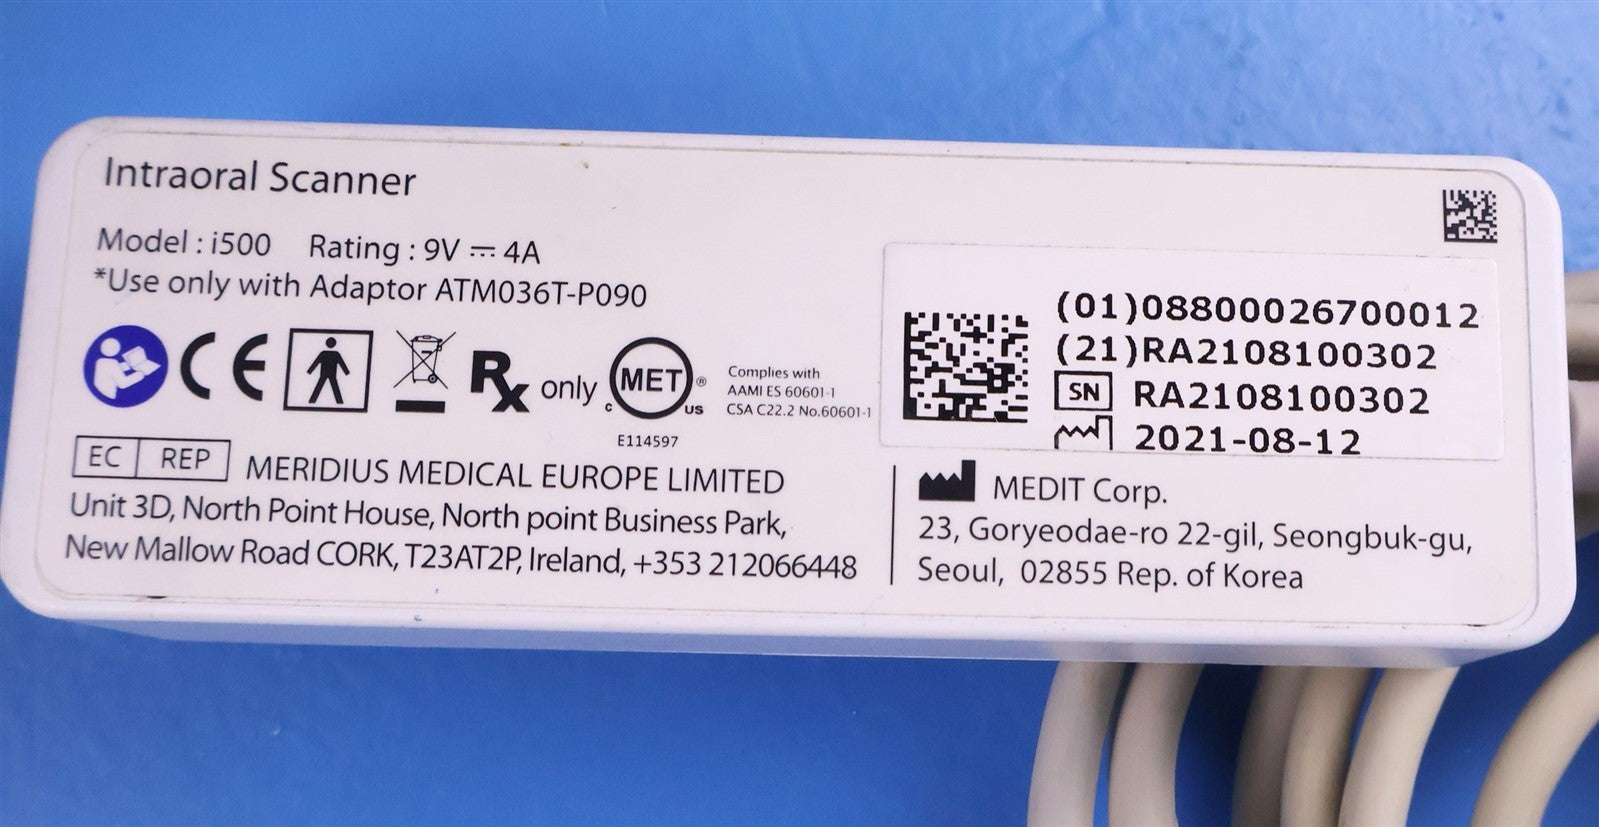 Intraoral Scanner
Model : i500 Rating : 9V ⎓ 4A
*Use only with Adaptor ATM036T-P090
CE Rx only c MET ® US
Complies with
AAMI ES 60601-1
CSA C22.2 No.60601-1
E114597
EC REP MERIDIUS MEDICAL EUROPE LIMITED
Unit 3D, North Point House, North point Business Park,
New Mallow Road CORK, T23AT2P, Ireland, +353 212066448
(01)08800026700012
(21)RA2108100302
SN RA2108100302
2021-08-12
MEDIT Corp.
23, Goryeodae-ro 22-gil, Seongbuk-gu,
Seoul, 02855 Rep. of Korea